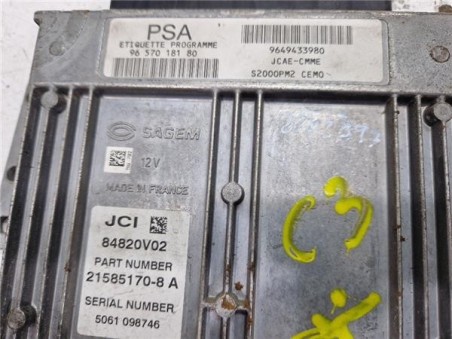 PSA
ETIQUETTE PROGRAMME
96 570 181 80
9649433980
JCAE-CMME
S2000PM2 CEMO
SAGEM
12V
MADE IN FRANCE
JCI
84820V02
PART NUMBER
21585170-8 A
SERIAL NUMBER
5061 098746
C3